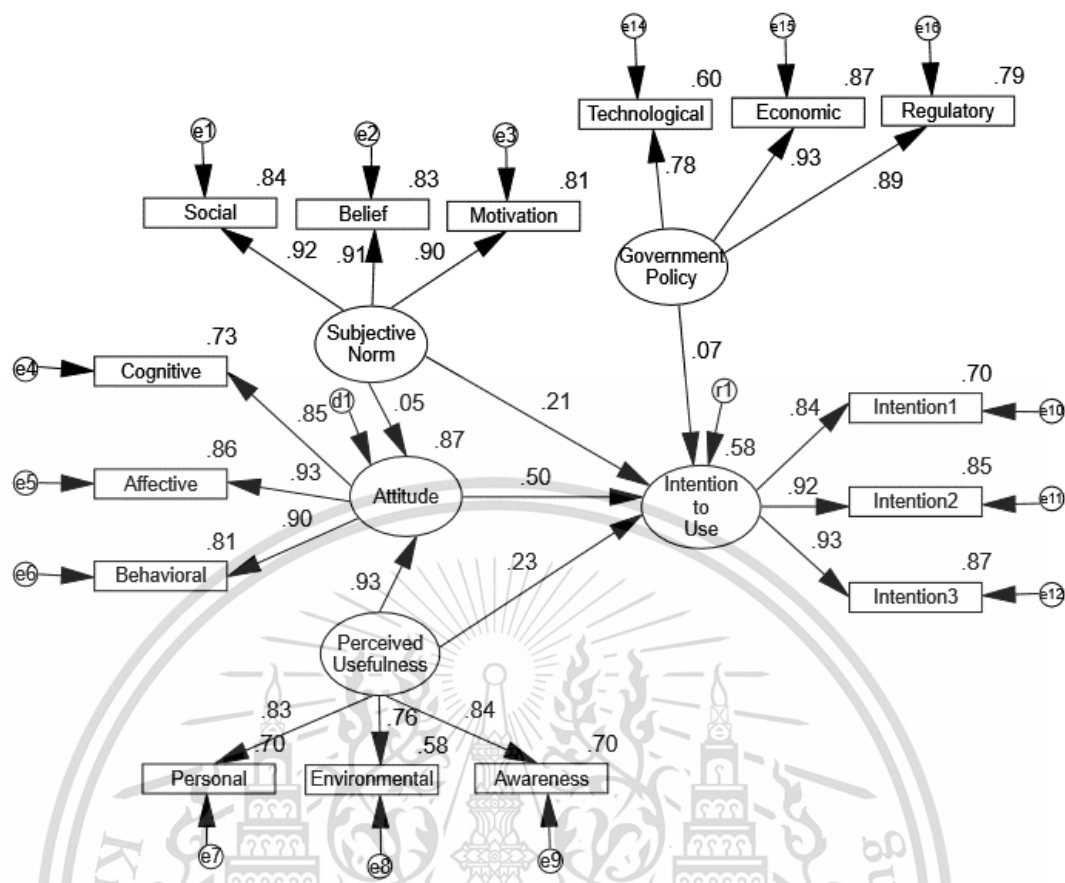 e14
e15
e16
.60
.87
.79
Technological
Economic
Regulatory
e1
e2
e3
.84
.83
.81
Social
Belief
Motivation
.78
.93
.89
.92
.91
.90
Government
Policy
Subjective
Norm
.73
e4
Cognitive
.07
.70
.85
d1
.05
.21
r1
.84
Intention1
e10
.86
.87
.58
.85
e5
Affective
.93
Attitude
.50
Intention
to
Use
.92
Intention2
e11
.90
.81
.93
.87
e6
Behavioral
.93
.23
Intention3
e12
Perceived
Usefulness
.83
.76
.84
.70
.58
.70
Personal
Environmental
Awareness
e7
e8
e9